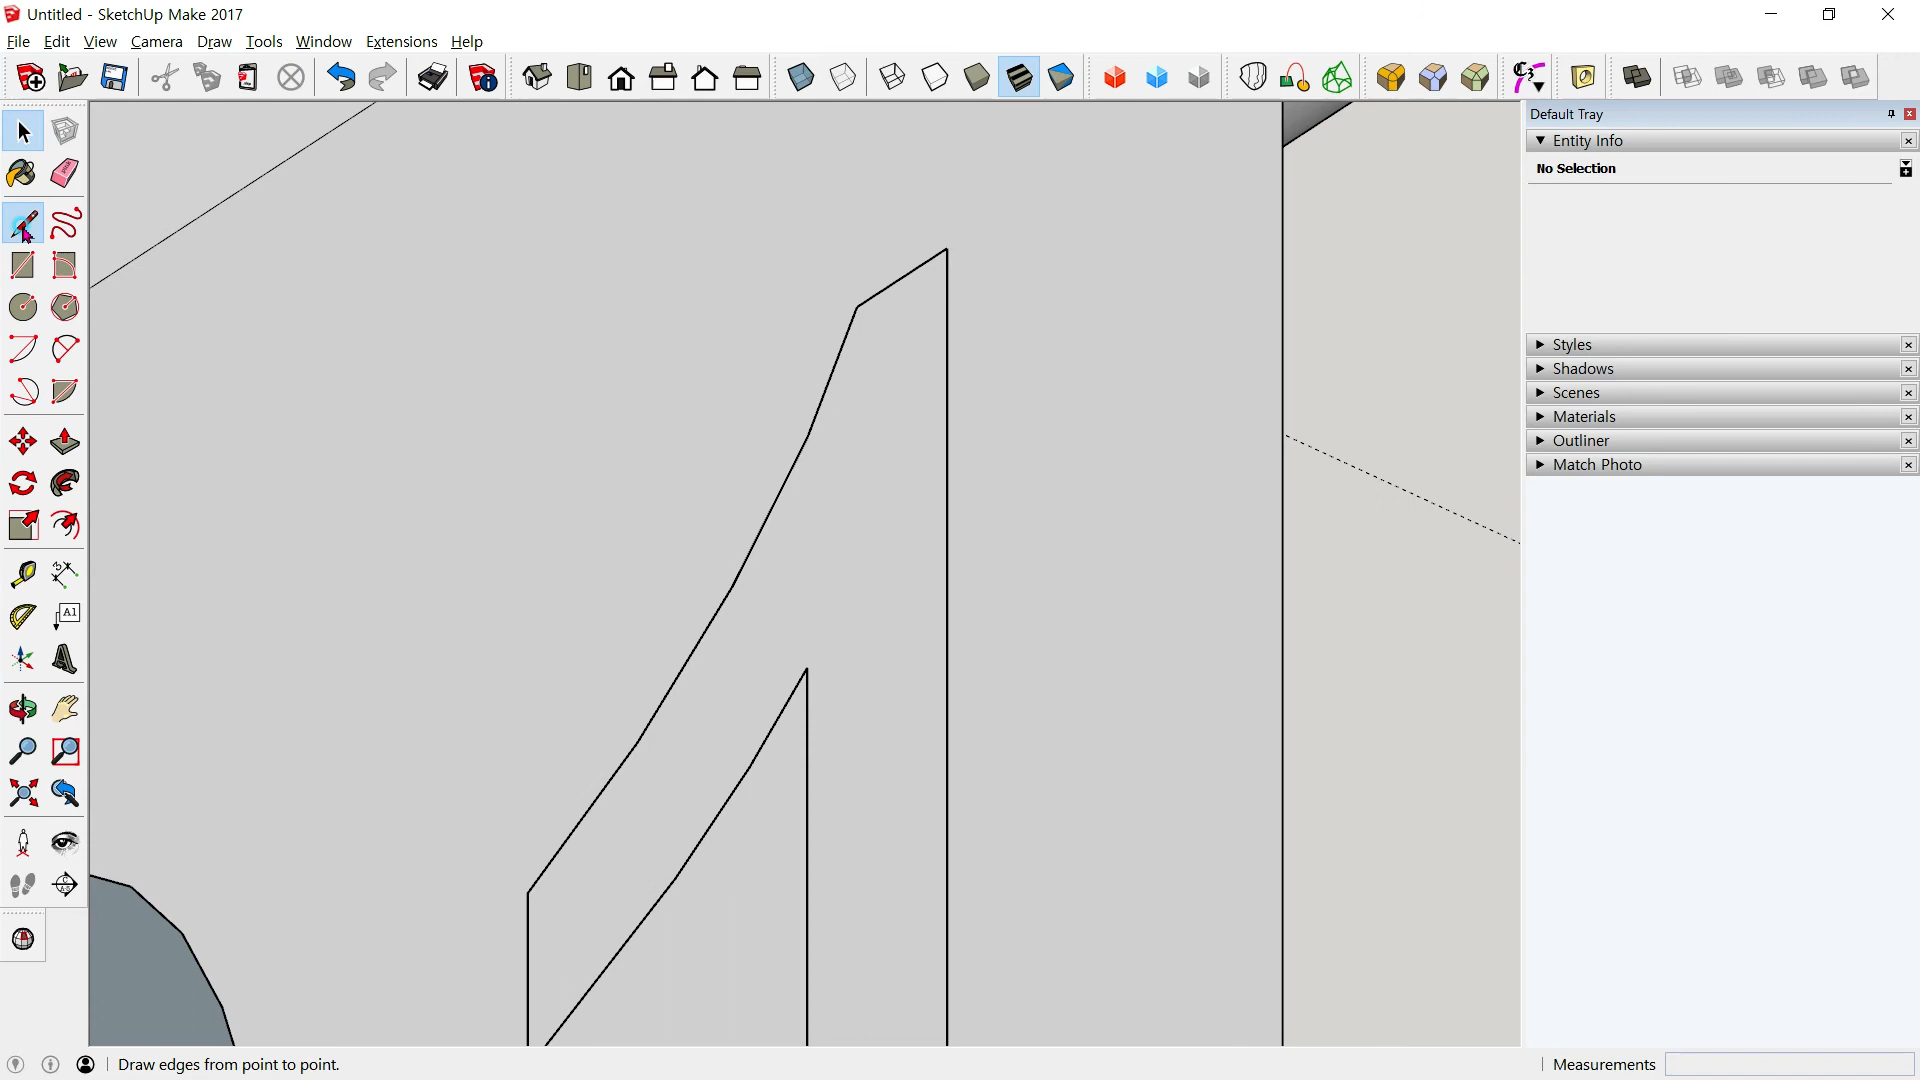 Untitled - SketchUp Make 2017
File Edit View Camera Draw Tools Window Extensions Help
Default Tray
Entity Info
No Selection
Styles
Shadows
Scenes
Materials
Outliner
Match Photo
A1
Draw edges from point to point.
Measurements